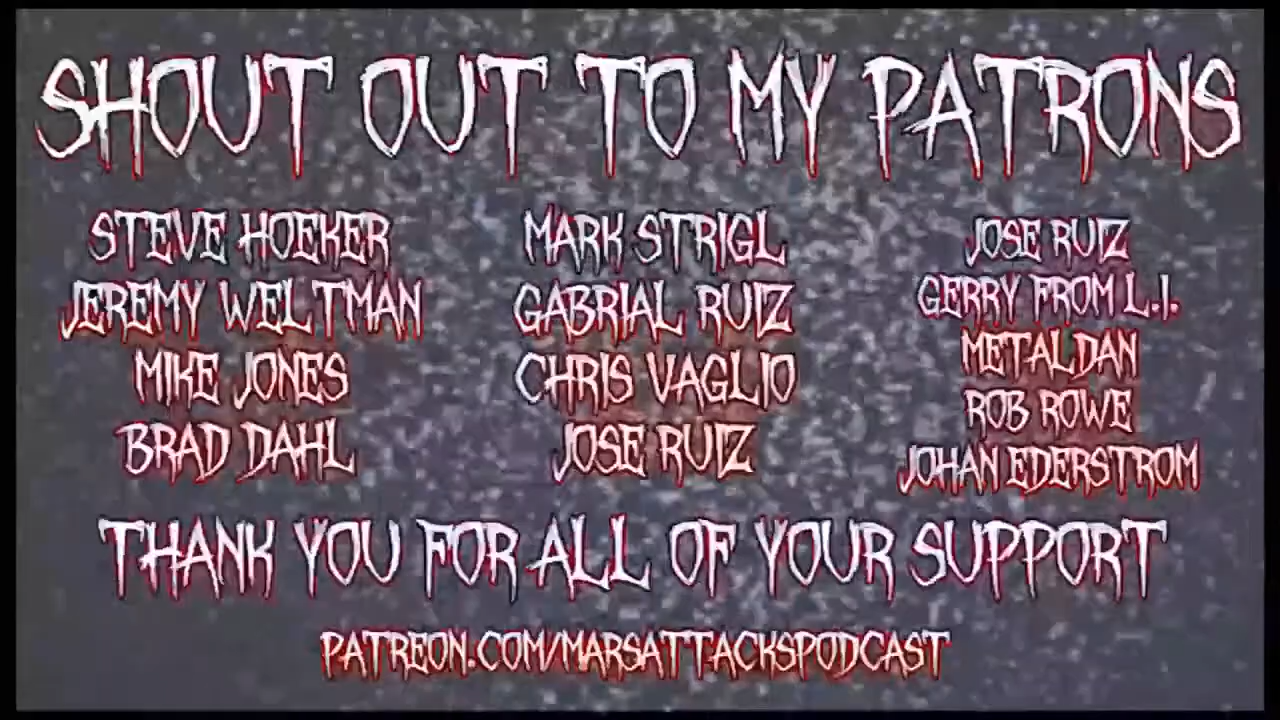 SHOUT OUT TO MY PATRONS
STEVE HOEKER
JEREMY WELTMAN
MIKE JONES
BRAD DAHL
MARK STRIGL
GABRIAL RUIZ
CHRIS VAGLIO
JOSE RUIZ
JOSE RUIZ
GERRY FROM L.I.
METALDAN
ROB ROWE
JOHAN EDERSTROM
THANK YOU FOR ALL OF YOUR SUPPORT
PATREON.COM/MARSATTACKSPODCAST